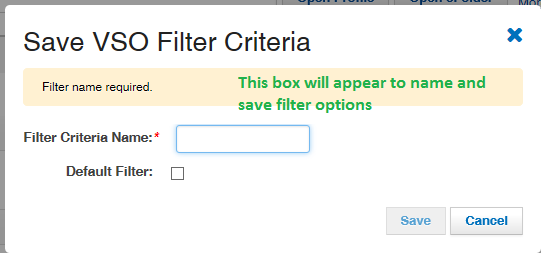 Save VSO Filter Criteria
Filter name required.
This box will appear to name and
save filter options
Filter Criteria Name:*
Default Filter:
Save
Cancel